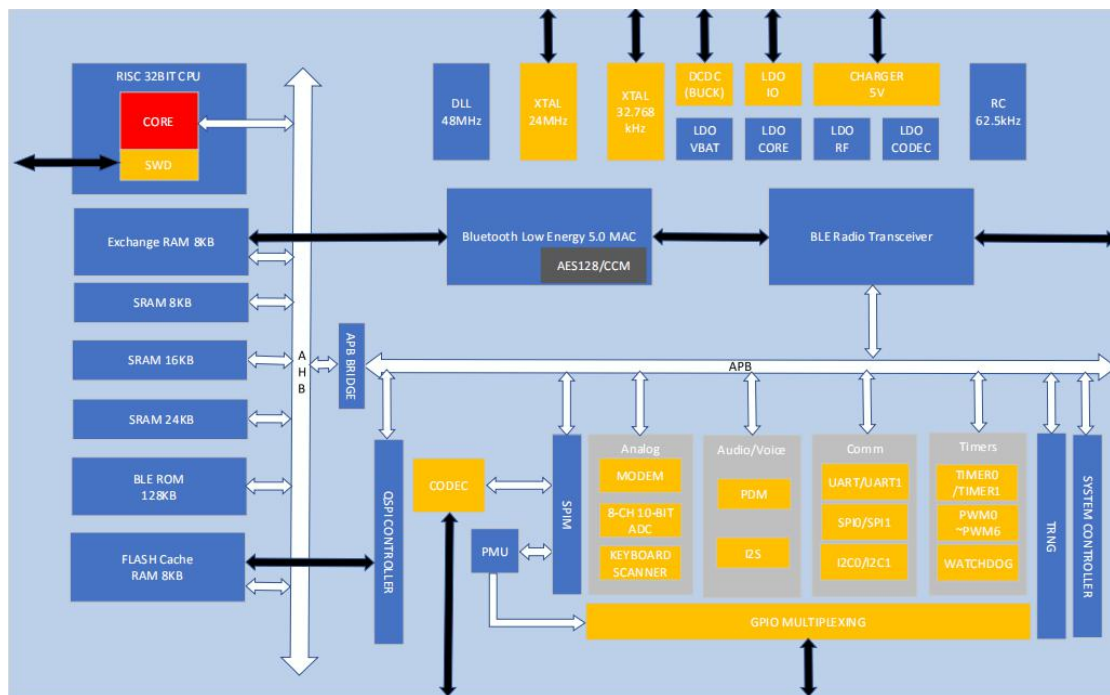 RISC 32BIT CPU
CORE
SWD
DLL
48MHz
XTAL
24MHz
XTAL
32.768
kHz
DCDC
(BUCK)
LDO
IO
CHARGER
5V
LDO
VBAT
LDO
CORE
LDO
RF
LDO
CODEC
RC
62.5kHz
Exchange RAM 8KB
Bluetooth Low Energy 5.0 MAC
AES128/CCM
BLE Radio Transceiver
SRAM 8KB
SRAM 16KB
SRAM 24KB
BLE ROM
128KB
FLASH Cache
RAM 8KB
AHB
APB BRIDGE
APB
QSPI CONTROLLER
CODEC
PMU
SPIM
Analog
MODEM
8-CH 10-BIT
ADC
KEYBOARD
SCANNER
Audio/Voice
PDM
I2S
Comm
UART/UART1
SPI0/SPI1
I2C0/I2C1
Timers
TIMER0
/TIMER1
PWM0
~PWM6
WATCHDOG
GPIO MULTIPLEXING
TRNG
SYSTEM CONTROLLER